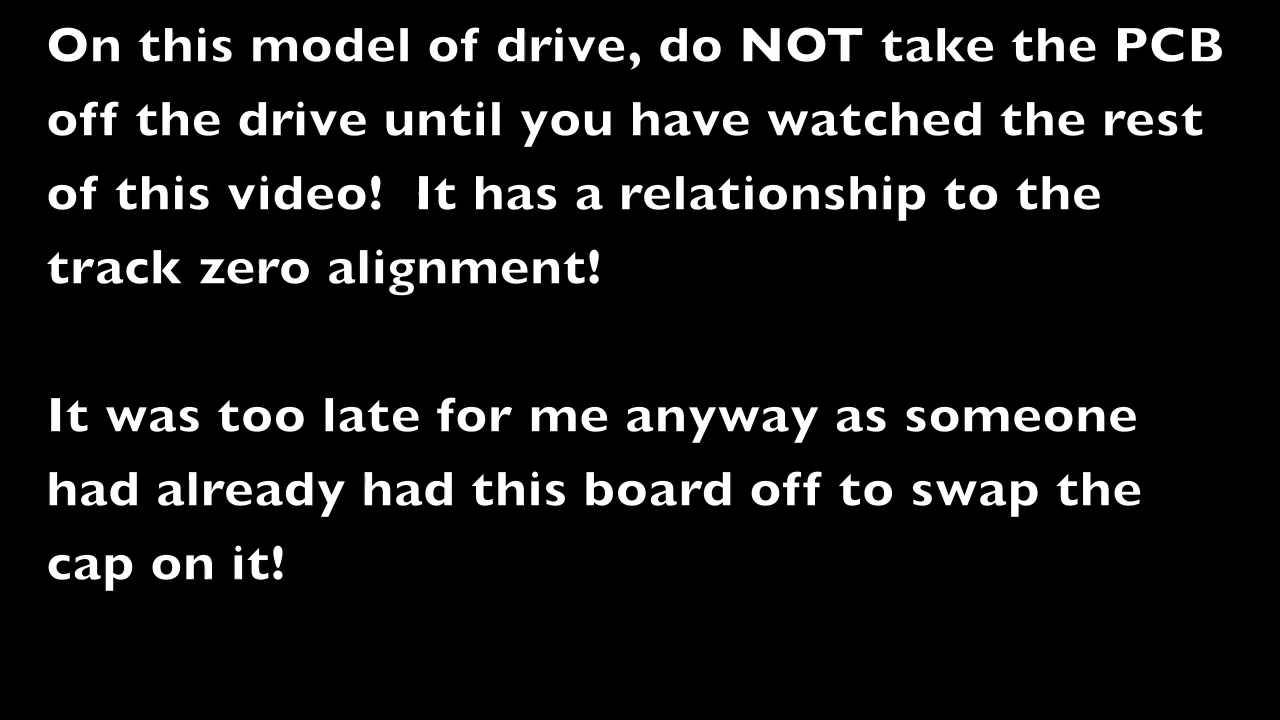 On this model of drive, do NOT take the PCB
off the drive until you have watched the rest
of this video!  It has a relationship to the
track zero alignment!
It was too late for me anyway as someone
had already had this board off to swap the
cap on it!